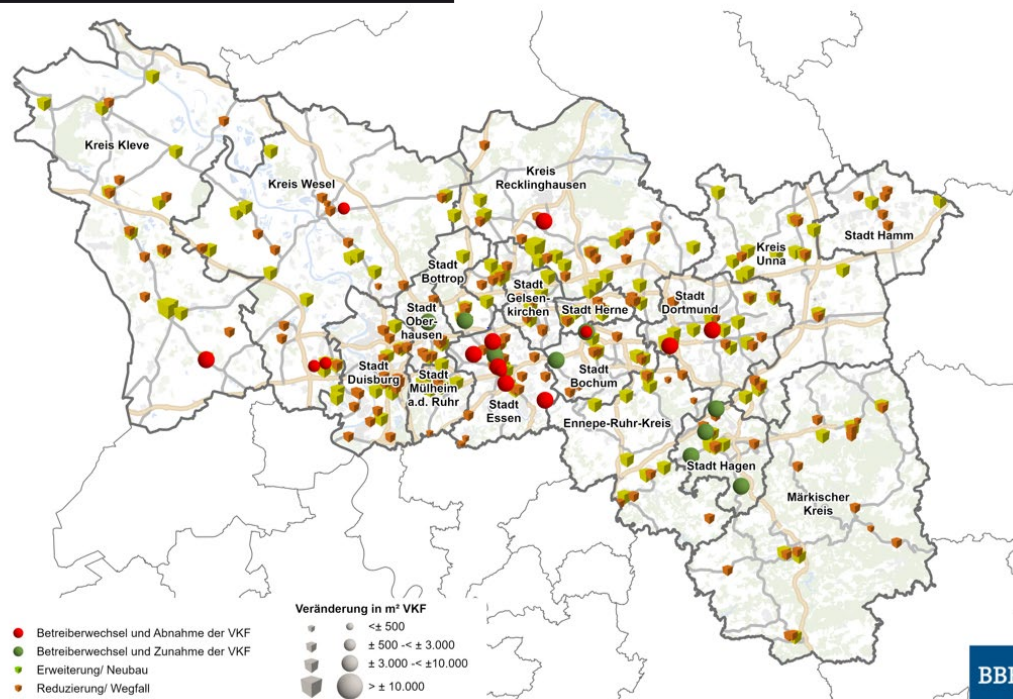 Kreis Kleve
Kreis Wesel
Kreis
Recklinghausen
Stadt
Bottrop
Stadt
Gelsen-
kirchen
Stadt
Ober-
hausen
Stadt Herne
Stadt
Dortmund
Kreis
Unna
Stadt Hamm
Stadt
Duisburg
Stadt
Mülheim
a.d. Ruhr
Stadt
Essen
Stadt
Bochum
Ennepe-Ruhr-Kreis
Stadt Hagen
Märkischer
Kreis
Betreiberwechsel und Abnahme der VKF
Betreiberwechsel und Zunahme der VKF
Erweiterung/ Neubau
Reduzierung/ Wegfall
Veränderung in m² VKF
<± 500
± 500 -< ± 3.000
± 3.000 -< ±10.000
> ± 10.000